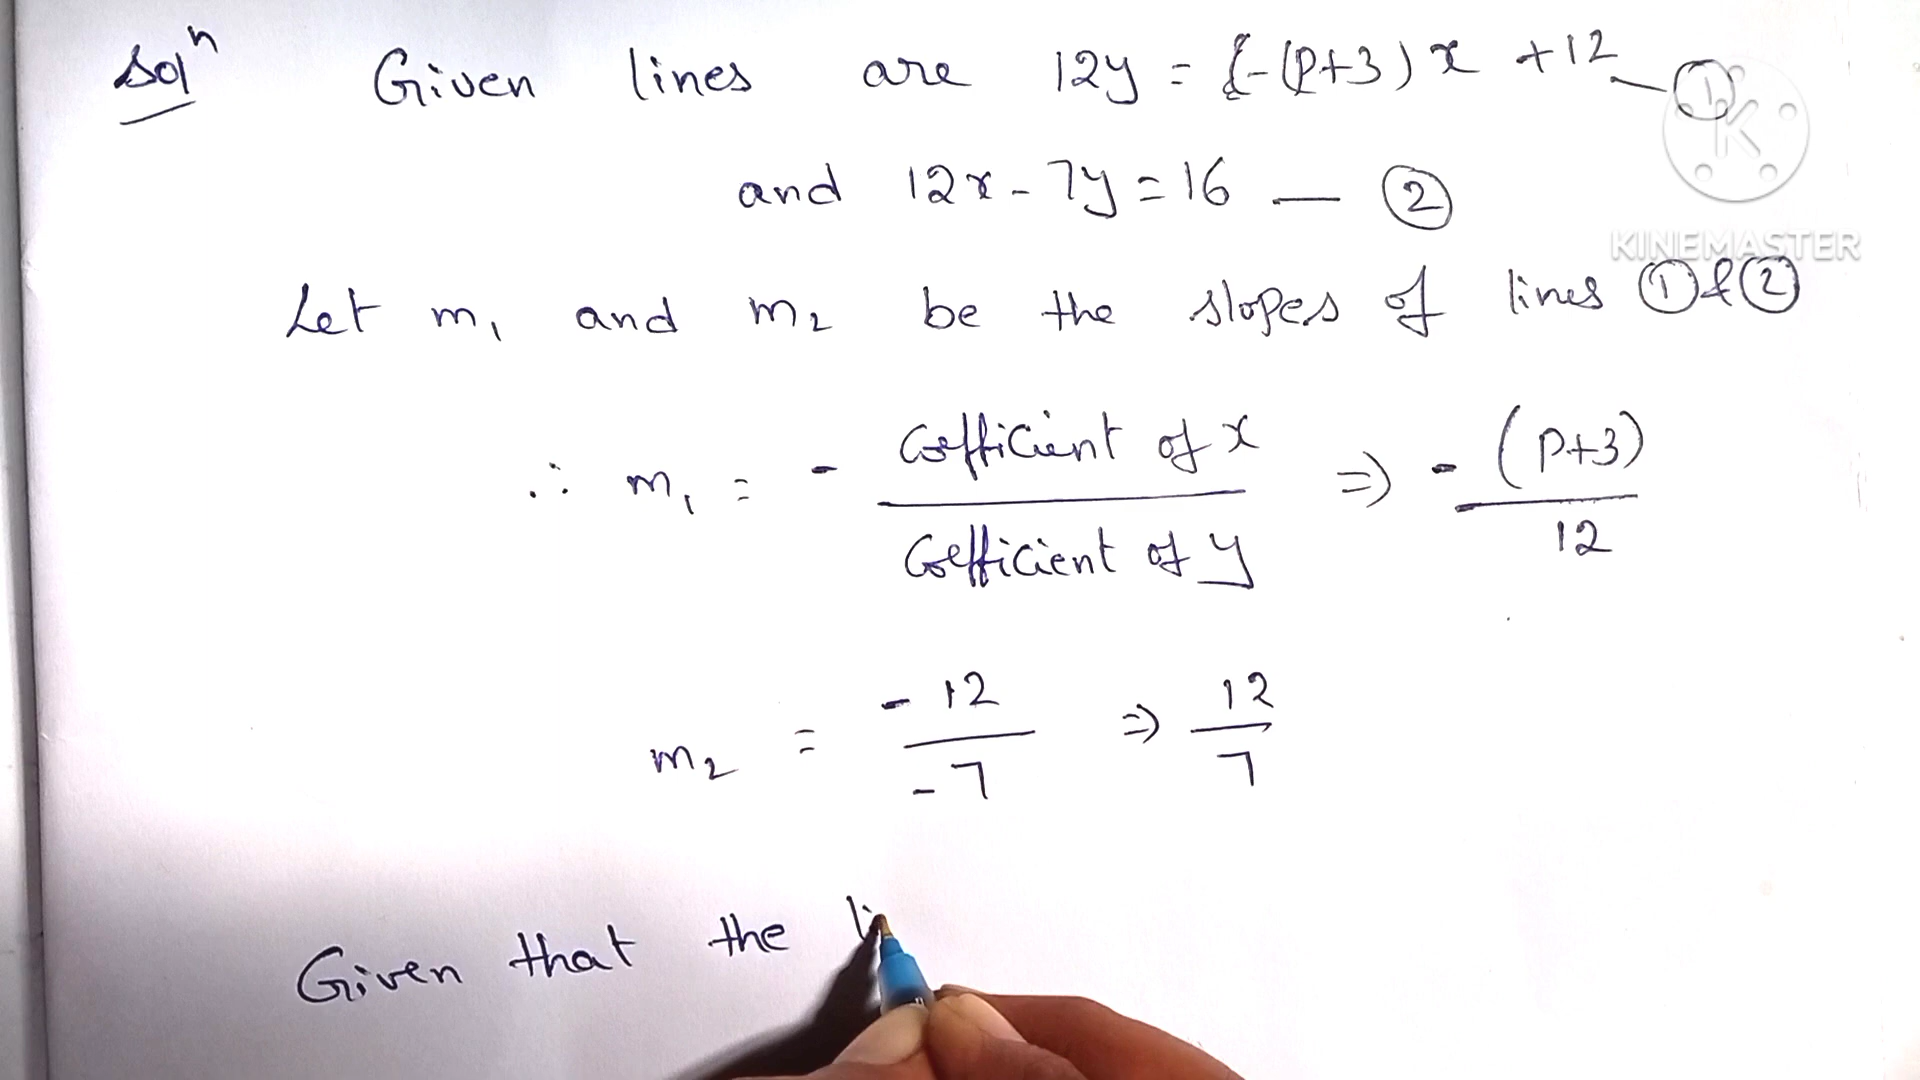 Solⁿ Given lines are 12y = {-(P+3)x +12 — ①
and 12x - 7y = 16 — ②
KINEMASTER
Let m₁ and m₂ be the slopes of lines ① & ②
∴ m₁ = - Coefficient of x / Coefficient of y ⇒ - (P+3) / 12
m₂ = - 12 / - 7 ⇒ 12 / 7
Given that the li